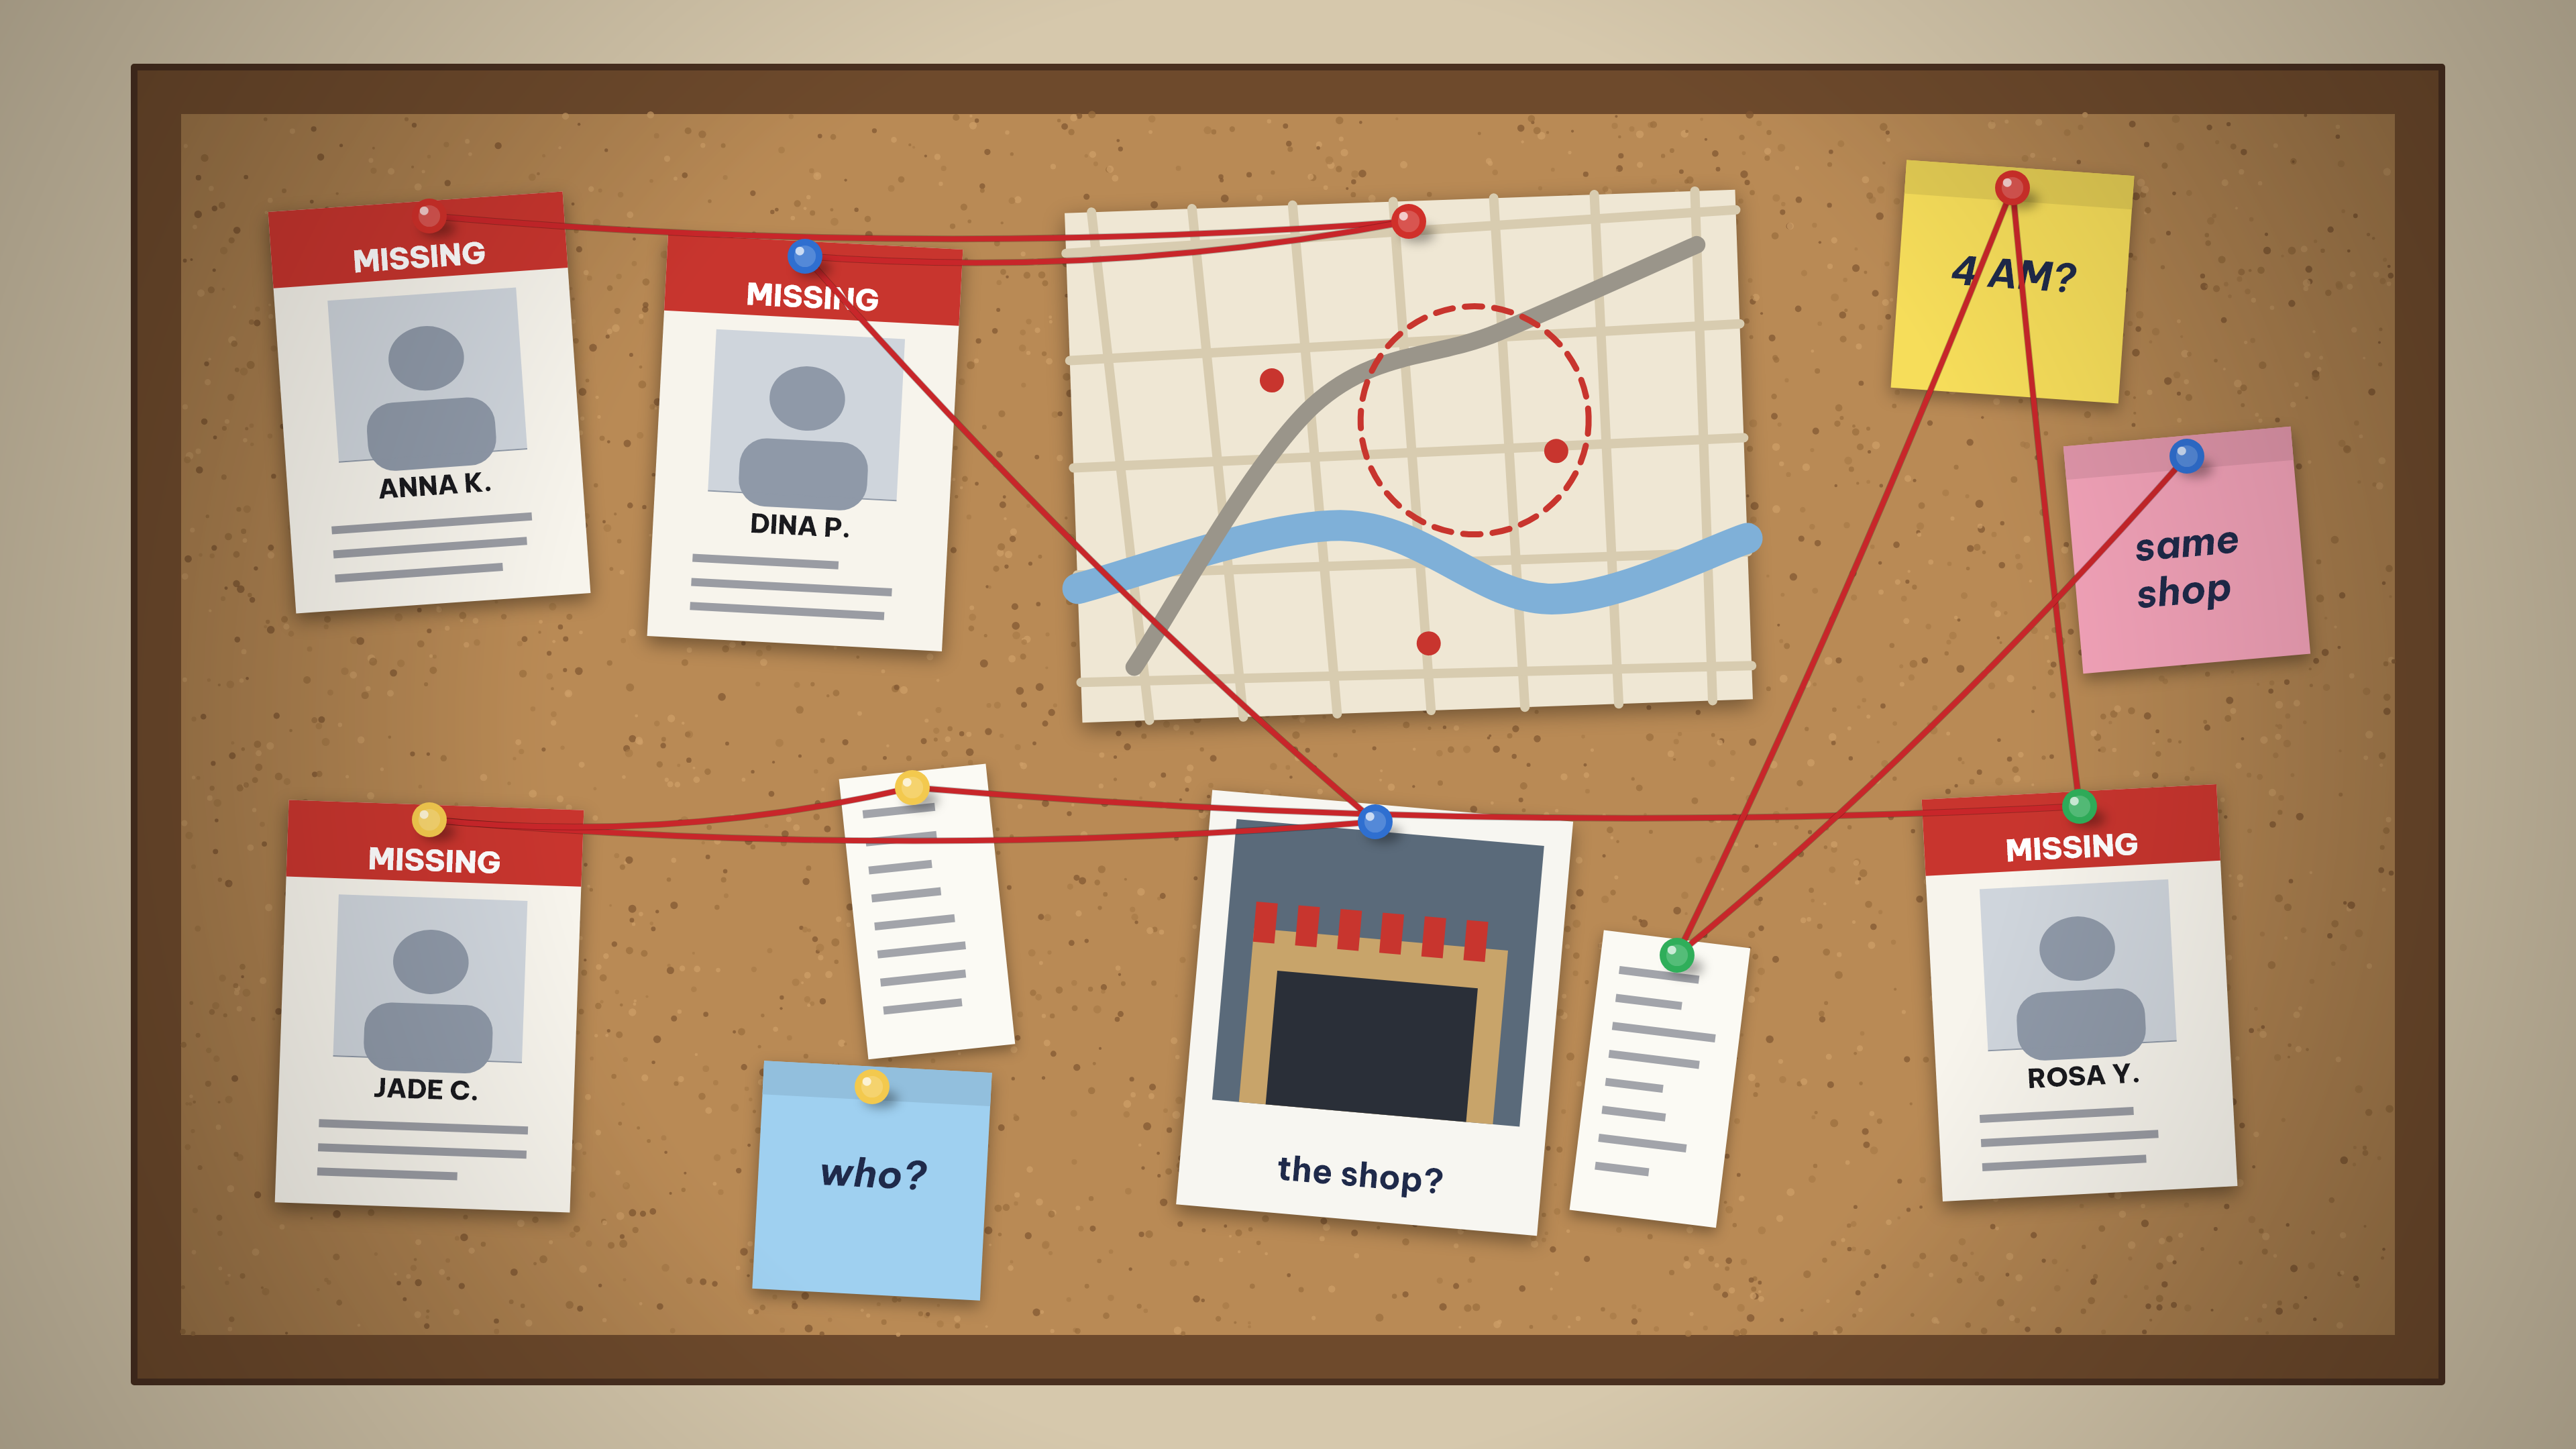 MISSING
ANNA K.
MISSING
DINA P.
4 AM?
same
shop
MISSING
JADE C.
who?
the shop?
MISSING
ROSA Y.